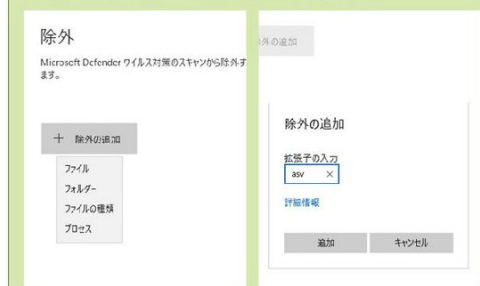 除外
Microsoft Defender ウイルス対策のスキャンから除外す
ます。
+ 除外の追加
ファイル
フォルダー
ファイルの種類
プロセス
外の追加
除外の追加
拡張子の入力
asv ×
詳細情報
追加 キャンセル